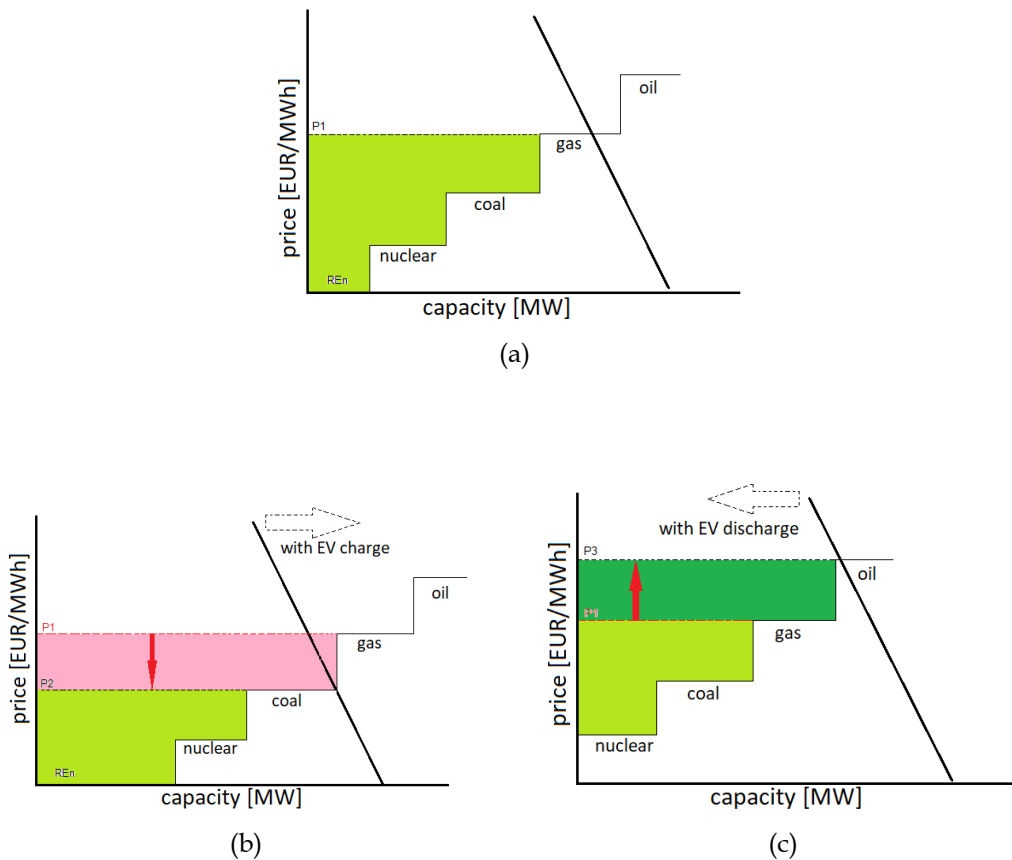 price [EUR/MWh]
P1
oil
gas
coal
nuclear
REn
capacity [MW]
(a)
price [EUR/MWh]
with EV charge
oil
P1
gas
P2
coal
nuclear
REn
capacity [MW]
(b)
price [EUR/MWh]
with EV discharge
P3
oil
gas
coal
nuclear
capacity [MW]
(c)